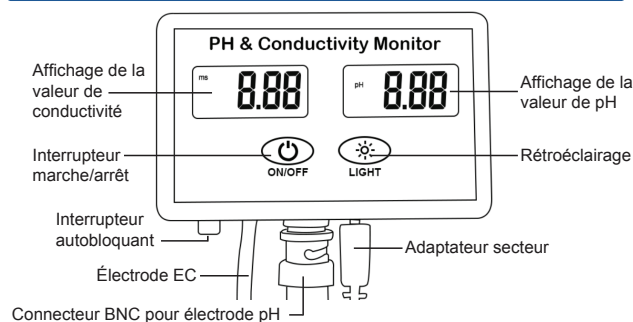 PH & Conductivity Monitor
Affichage de la
valeur de
conductivité
ms
8.88
pH
8.88
Affichage de la
valeur de pH
Interrupteur
marche/arrêt
ON/OFF
LIGHT
Rétroéclairage
Interrupteur
autobloquant
Adaptateur secteur
Électrode EC
Connecteur BNC pour électrode pH